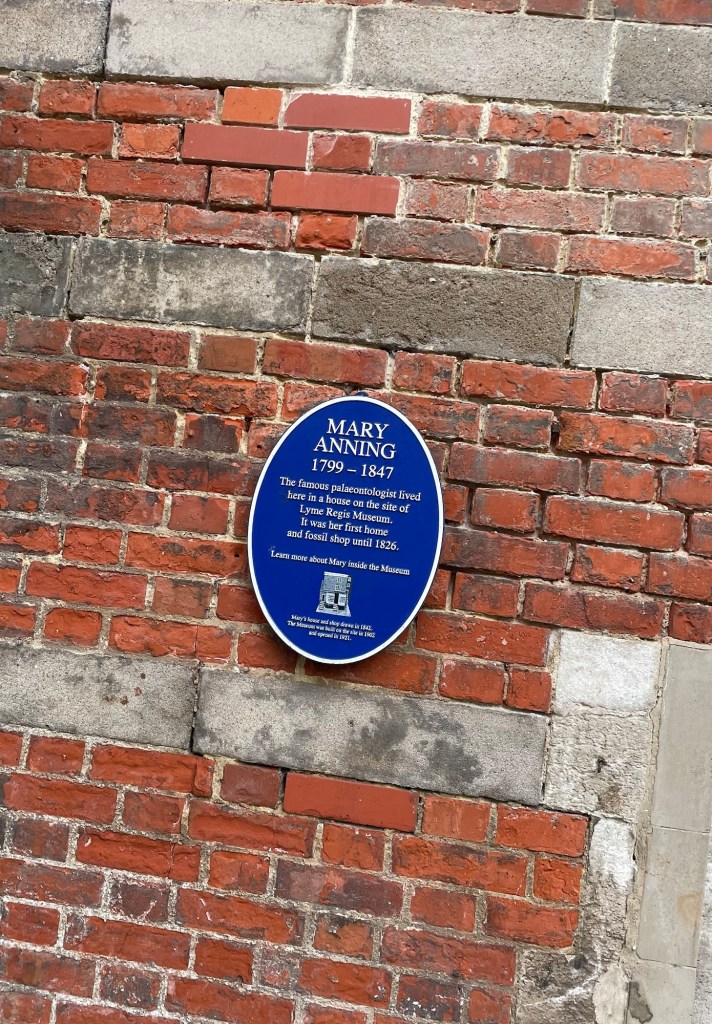 MARY
ANNING
1799 – 1847
The famous palaeontologist lived
here in a house on the site of
Lyme Regis Museum.
It was her first home
and fossil shop until 1826.
Learn more about Mary inside the Museum
Mary's house and shop drawn in 1842.
The Museum was built on the site in 1902
and opened in 1921.